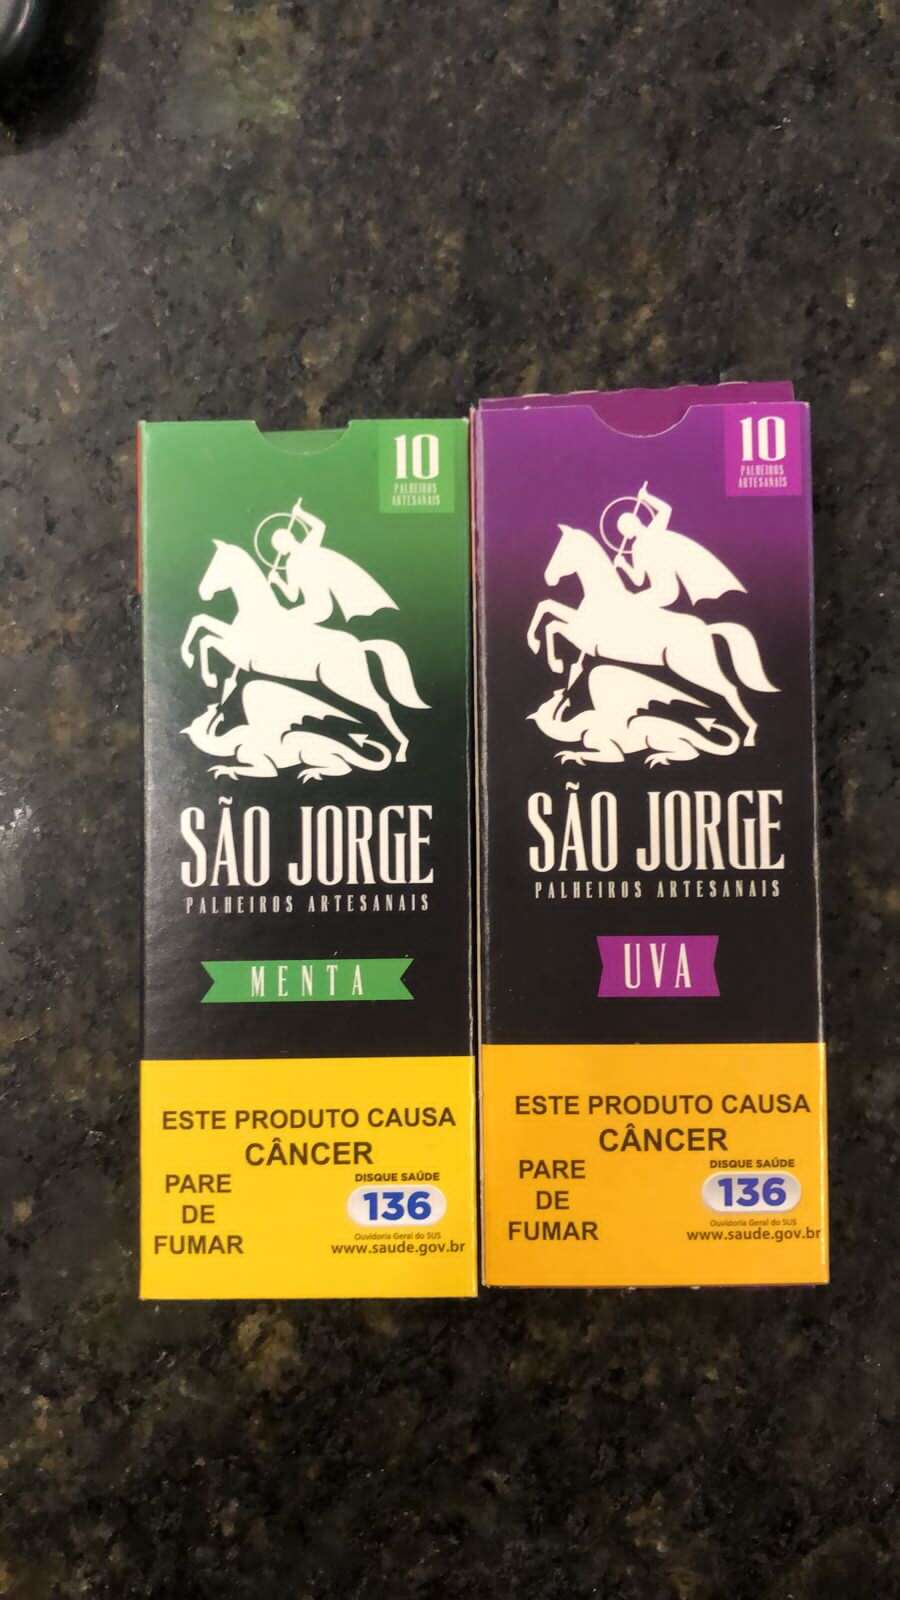 10
PALHEIROS
ARTESANAIS
SÃO JORGE
PALHEIROS ARTESANAIS
MENTA
ESTE PRODUTO CAUSA
CÂNCER
PARE
DE
FUMAR
DISQUE SAÚDE
136
Ouvidoria Geral do SUS
www.saude.gov.br
10
PALHEIROS
ARTESANAIS
SÃO JORGE
PALHEIROS ARTESANAIS
UVA
ESTE PRODUTO CAUSA
CÂNCER
PARE
DE
FUMAR
DISQUE SAÚDE
136
Ouvidoria Geral do SUS
www.saude.gov.br